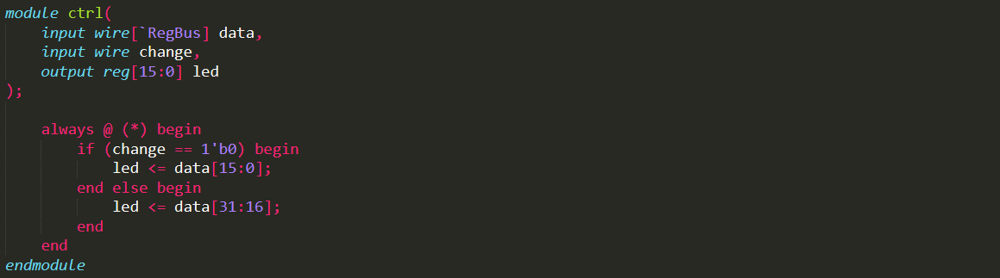 module ctrl(
    input wire[`RegBus] data,
    input wire change,
    output reg[15:0] led
);
    always @ (*) begin
        if (change == 1'b0) begin
            led <= data[15:0];
        end else begin
            led <= data[31:16];
        end
    end
endmodule